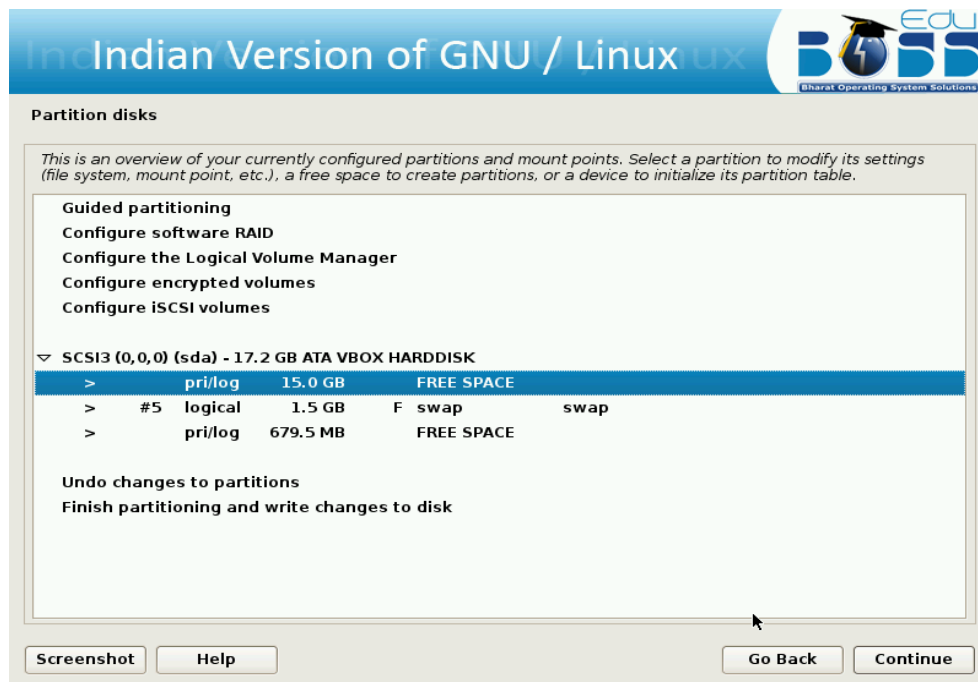 Indian Version of GNU / Linux
Edu
BOSS
Bharat Operating System Solutions
Partition disks
This is an overview of your currently configured partitions and mount points. Select a partition to modify its settings
(file system, mount point, etc.), a free space to create partitions, or a device to initialize its partition table.
Guided partitioning
Configure software RAID
Configure the Logical Volume Manager
Configure encrypted volumes
Configure iSCSI volumes
SCSI3 (0,0,0) (sda) - 17.2 GB ATA VBOX HARDDISK
> pri/log 15.0 GB FREE SPACE
> #5 logical 1.5 GB F swap swap
> pri/log 679.5 MB FREE SPACE
Undo changes to partitions
Finish partitioning and write changes to disk
Screenshot Help Go Back Continue